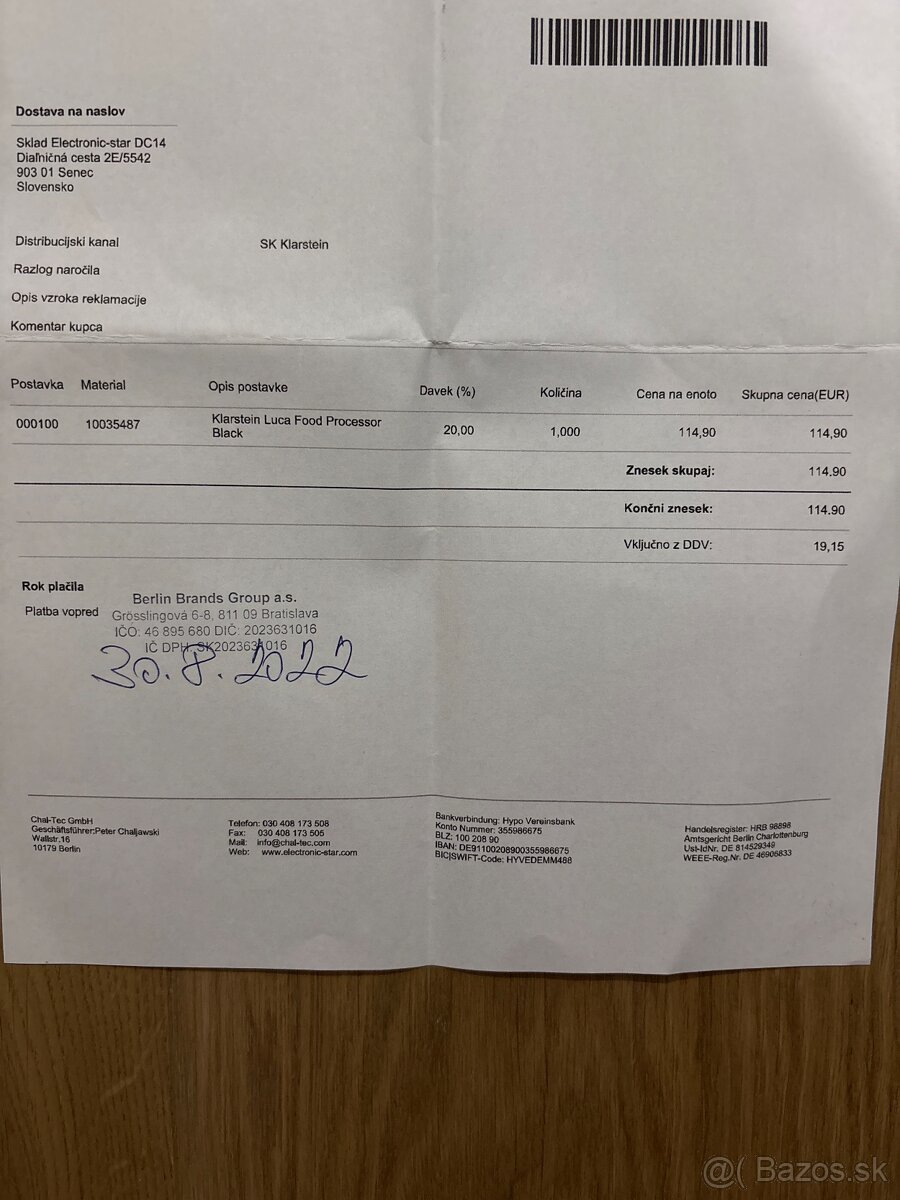 Dostava na naslov
Sklad Electronic-star DC14
Diaľničná cesta 2E/5542
903 01 Senec
Slovensko
Distribucijski kanal SK Klarstein
Razlog naročila
Opis vzroka reklamacije
Komentar kupca
Postavka Material Opis postavke Davek (%) Količina Cena na enoto Skupna cena(EUR)
000100 10035487 Klarstein Luca Food Processor 20,00 1,000 114,90 114,90
Black
Znesek skupaj: 114.90
Končni znesek: 114.90
Vključno z DDV: 19,15
Rok plačila
Platba vopred
Berlin Brands Group a.s.
Grösslingová 6-8, 811 09 Bratislava
IČO: 46 895 680 DIČ: 2023631016
IČ DPH: SK2023631016
30.8.2022
Chal-Tec GmbH
Geschäftsführer:Peter Chaljawski
Wallstr.16
10179 Berlin
Telefon: 030 408 173 508
Fax: 030 408 173 505
Mail: info@chal-tec.com
Web: www.electronic-star.com
Bankverbindung: Hypo Vereinsbank
Konto Nummer: 355986675
BLZ: 100 208 90
IBAN: DE91100208900355986675
BIC|SWIFT-Code: HYVEDEMM488
Handelsregister: HRB 98898
Amtsgericht Berlin Charlottenburg
Ust-IdNr. DE 814529349
WEEE-Reg.Nr. DE 46906833
@( Bazos.sk